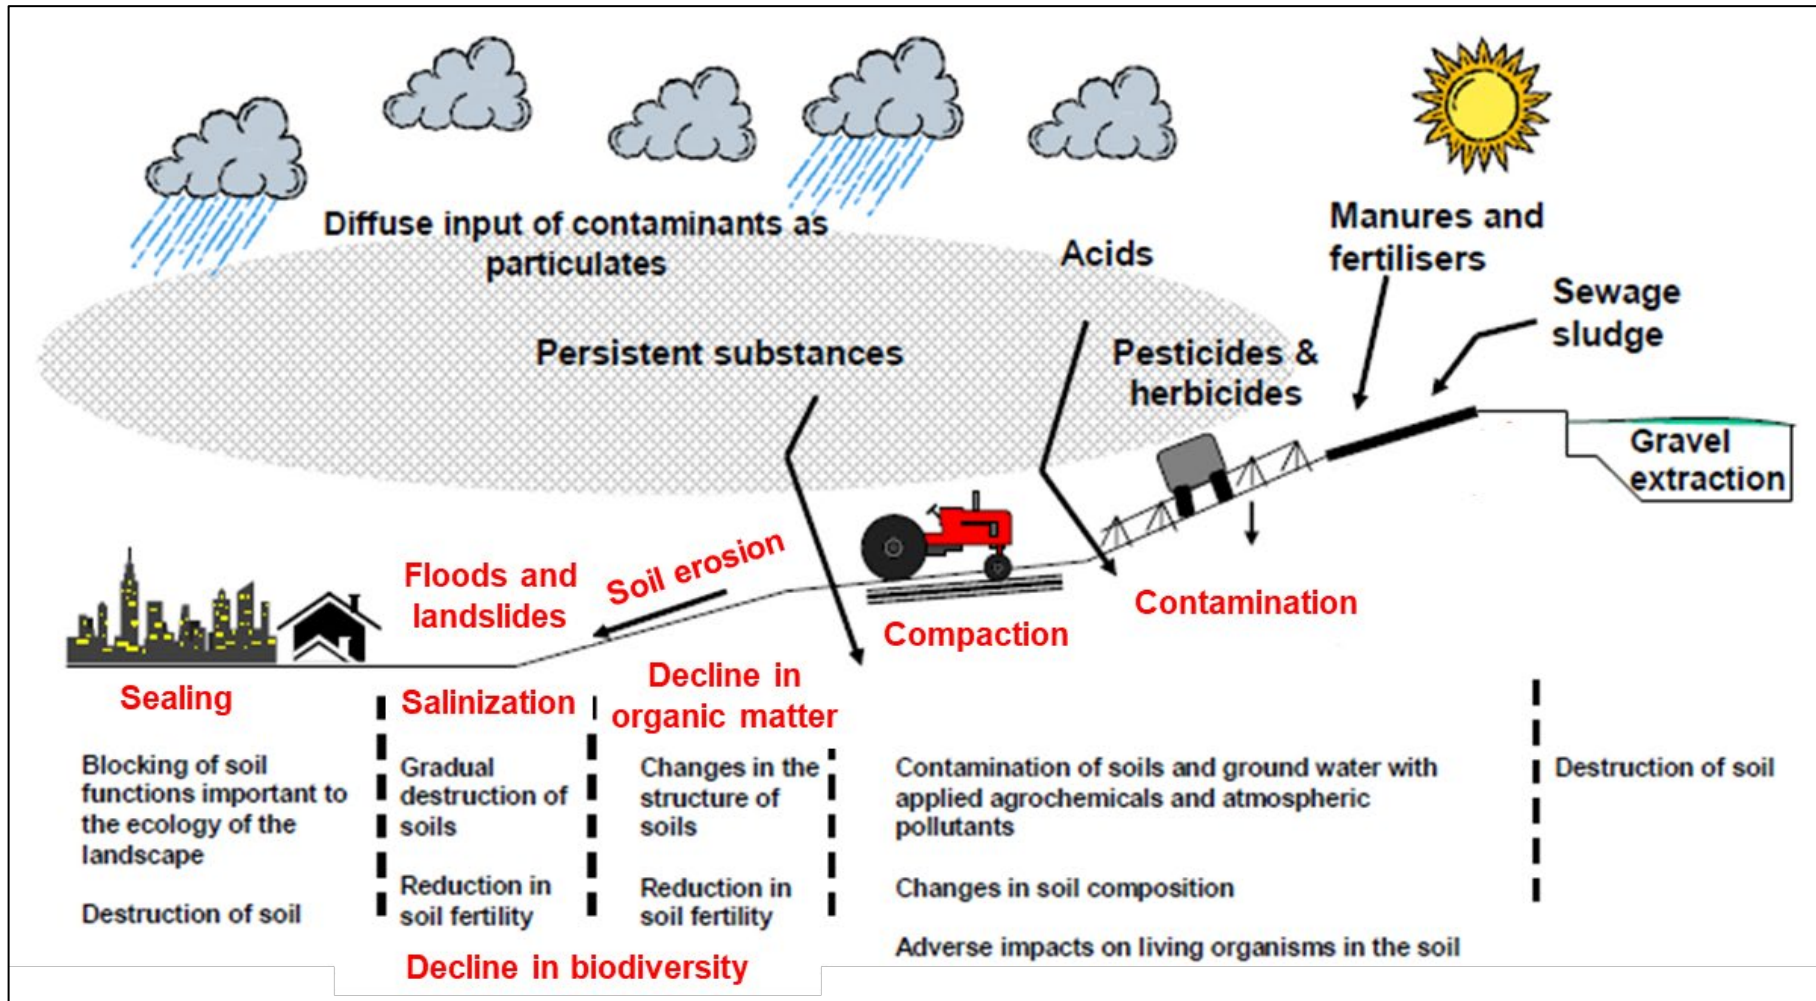 Diffuse input of contaminants as
particulates
Acids
Manures and
fertilisers
Sewage
sludge
Persistent substances
Pesticides &
herbicides
Gravel
extraction
Floods and
landslides
Soil erosion
Compaction
Contamination
Sealing
Salinization
Decline in
organic matter
Blocking of soil
functions important to
the ecology of the
landscape
Destruction of soil
Gradual
destruction of
soils
Reduction in
soil fertility
Changes in the
structure of
soils
Reduction in
soil fertility
Contamination of soils and ground water with
applied agrochemicals and atmospheric
pollutants
Changes in soil composition
Adverse impacts on living organisms in the soil
Destruction of soil
Decline in biodiversity